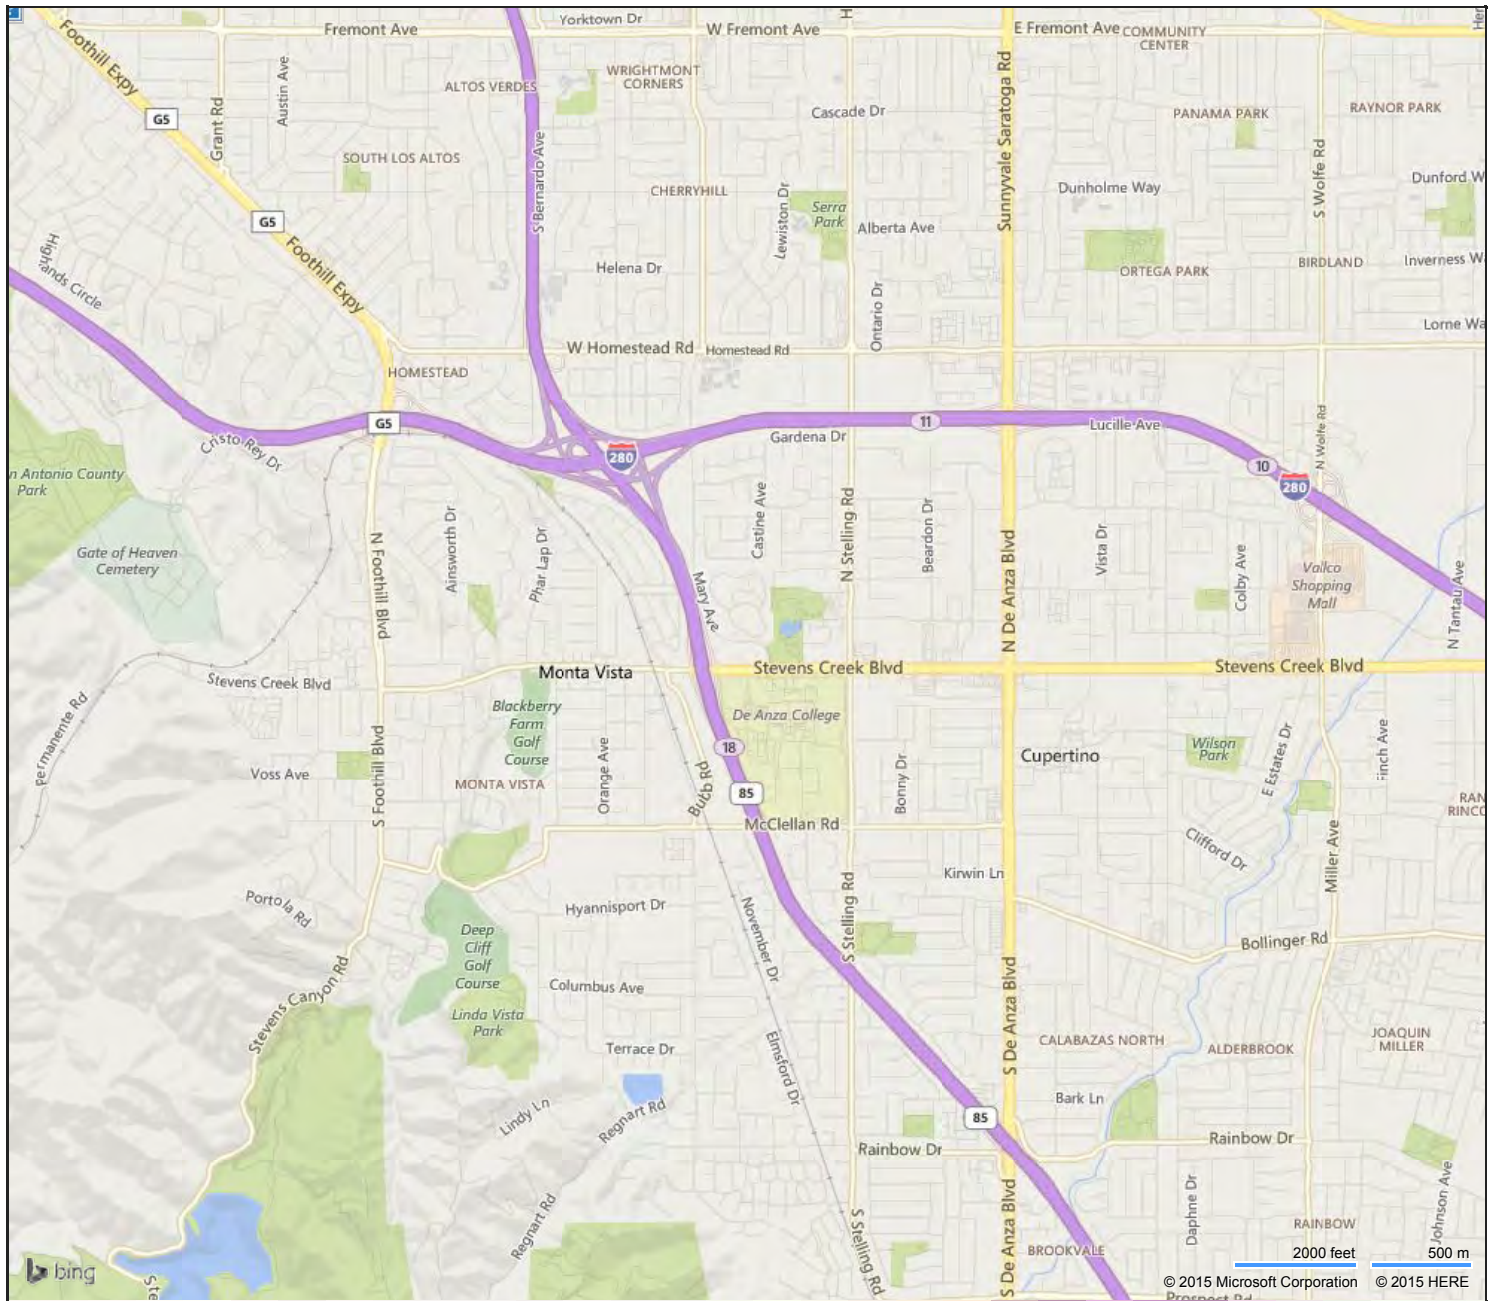 Yorktown Dr
Fremont Ave
W Fremont Ave
H
E Fremont Ave
COMMUNITY
CENTER
Foothill Expy
Austin Ave
ALTOS VERDES
WRIGHTMONT
CORNERS
Cascade Dr
Sunnyvale Saratoga Rd
PANAMA PARK
RAYNOR PARK
G5
Grant Rd
SOUTH LOS ALTOS
S Bernardo Ave
CHERRYHILL
Lewiston Dr
Serra
Park
Alberta Ave
Dunholme Way
S Wolfe Rd
Dunford W
G5
Foothill Expy
Helena Dr
ORTEGA PARK
BIRDLAND
Inverness Wa
ands Circle
Ontario Dr
Lorne Wa
W Homestead Rd
Homestead Rd
HOMESTEAD
G5
Cristo Rey Dr
280
Gardena Dr
11
Lucille Ave
N Wolfe Rd
10
280
n Antonio County
Park
Gate of Heaven
Cemetery
N Foothill Blvd
Ainsworth Dr
Phar Lap Dr
Mary Ave
Castine Ave
N Stelling Rd
Beardon Dr
N De Anza Blvd
Vista Dr
Colby Ave
Vallco
Shopping
Mall
N Tantau Ave
Monta Vista
Stevens Creek Blvd
Stevens Creek Blvd
Stevens Creek Blvd
Permanente Rd
Blackberry
Farm
Golf
Course
De Anza College
18
S Foothill Blvd
Voss Ave
MONTA VISTA
Orange Ave
Bubb Rd
85
Bonny Dr
Cupertino
Wilson
Park
E Estates Dr
Finch Ave
RAN
RINCO
McClellan Rd
Clifford Dr
Miller Ave
Kirwin Ln
Portola Rd
Hyannisport Dr
November Dr
S Stelling Rd
Bollinger Rd
Deep
Cliff
Golf
Course
Stevens Canyon Rd
Columbus Ave
Linda Vista
Park
S De Anza Blvd
CALABAZAS NORTH
ALDERBROOK
JOAQUIN
MILLER
Terrace Dr
Elmsford Dr
Lindy Ln
Regnart Rd
Bark Ln
85
Rainbow Dr
Rainbow Dr
Regnart Rd
S Stelling Rd
S De Anza Blvd
Daphne Dr
Johnson Ave
RAINBOW
BROOKVALE
2000 feet
500 m
bing
Ste
© 2015 Microsoft Corporation
© 2015 HERE
Prospect Rd